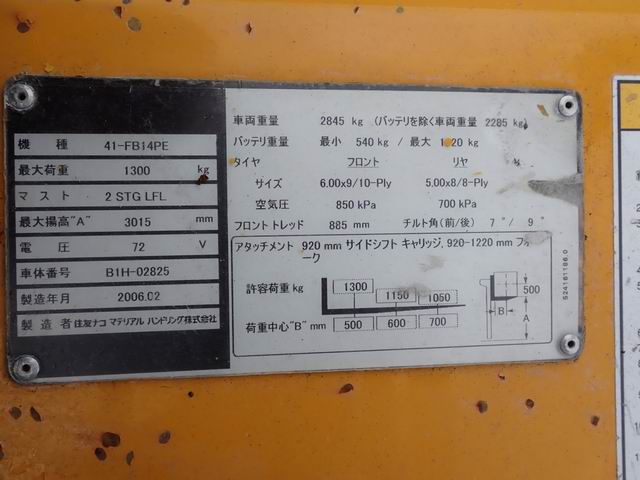 機 種 41-FB14PE
最大荷重 1300 kg
マスト 2 STG LFL
最大揚高"A" 3015 mm
電 圧 72 V
車体番号 B1H-02825
製造年月 2006.02
製造者 住友ナコ マテリアル ハンドリング株式会社
車両重量 2845 kg (バッテリを除く車両重量 2285 kg)
バッテリ重量 最小 540 kg / 最大 kg
タイヤ フロント リヤ
サイズ 6.00x9/10-Ply 5.00x8/8-Ply
空気圧 850 kPa 700 kPa
フロント トレッド 885 mm チルト角(前/後) 7° / 9°
アタッチメント 920 mm サイドシフト キャリッジ, 920-1220 mm フォ
ーク
許容荷重 kg 1300 1150 1050
荷重中心"B" mm 500 600 700
500
B
A
524161186.0